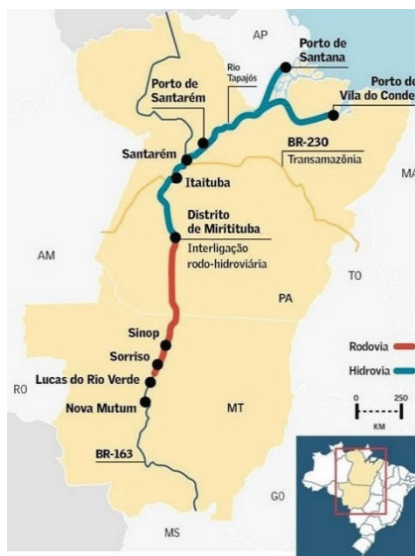 AP
Porto de
Santana
Rio
Tapajós
Porto de
Santarém
Porto de
Vila do Conde
Santarém
BR-230
Transamazônia
MA
Itaituba
Distrito
de Miritituba
Interligação
rodo-hidroviária
AM
TO
PA
Sinop
Sorriso
Rodovia
Hidrovia
Lucas do Rio Verde
RO
Nova Mutum
MT
0
250
KM
BR-163
GO
MS